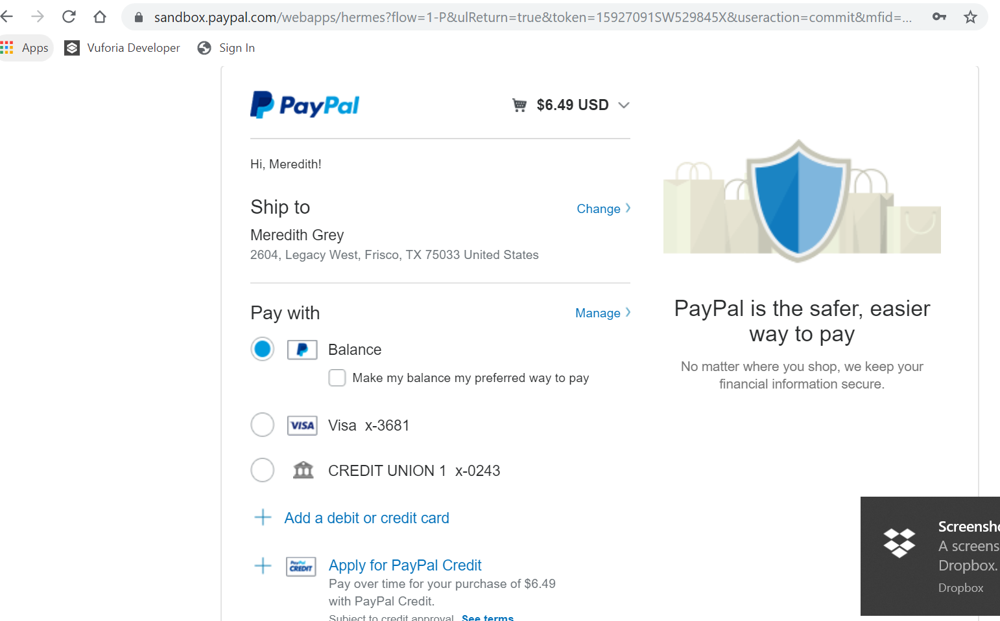 sandbox.paypal.com/webapps/hermes?flow=1-P&ulReturn=true&token=15927091SW529845X&useraction=commit&mfid=...
Apps Vuforia Developer Sign In
PayPal $6.49 USD
Hi, Meredith!
Ship to Change
Meredith Grey
2604, Legacy West, Frisco, TX 75033 United States
Pay with Manage
Balance
Make my balance my preferred way to pay
VISA Visa x-3681
CREDIT UNION 1 x-0243
Add a debit or credit card
PayPal CREDIT Apply for PayPal Credit
Pay over time for your purchase of $6.49
with PayPal Credit.
Subject to credit approval. See terms
PayPal is the safer, easier
way to pay
No matter where you shop, we keep your
financial information secure.
Screensho
A screens
Dropbox.
Dropbox